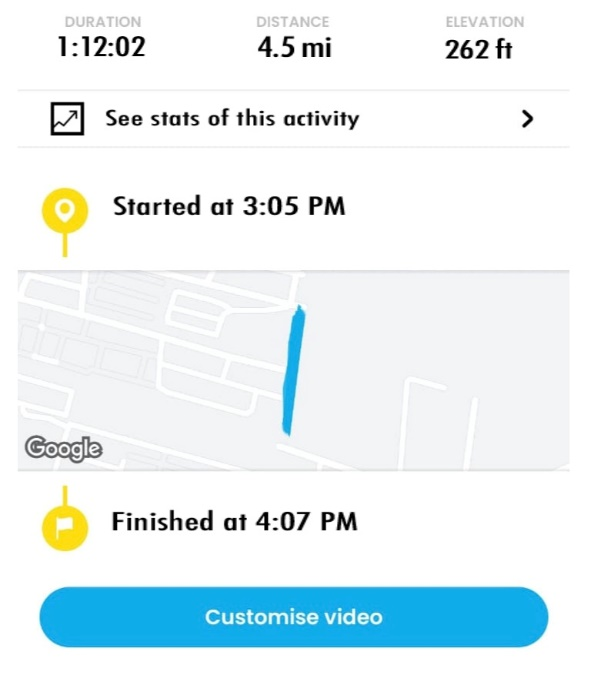 DURATION DISTANCE ELEVATION
1:12:02 4.5 mi 262 ft
See stats of this activity
Started at 3:05 PM
Google
Finished at 4:07 PM
Customise video